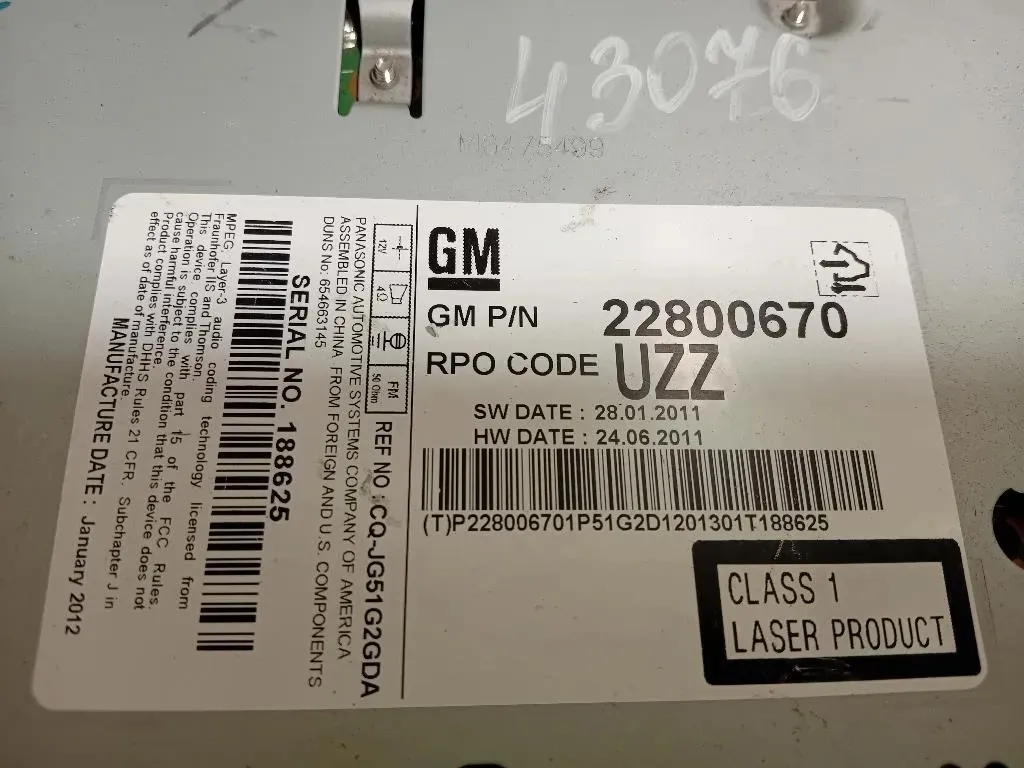 43076
M6475499
GM
GM P/N 22800670
RPO CODE UZZ
SW DATE : 28.01.2011
HW DATE : 24.06.2011
(T)P228006701P51G2D1201301T188625
CLASS 1
LASER PRODUCT
12V
4Ω
FM
50 Ohm
REF NO :CQ-JG51G2GDA
PANASONIC AUTOMOTIVE SYSTEMS COMPANY OF AMERICA
ASSEMBLED IN CHINA FROM FOREIGN AND U.S. COMPONENTS
DUNS No: 654663145
SERIAL NO. 188625
MPEG Layer-3 audio coding technology licensed from
Fraunhofer IIS and Thomson.
This device complies with part 15 of the FCC Rules.
Operation is subject to the condition that this device does not
cause harmful interference.
Product complies with DHHS Rules 21 CFR. Subchapter J in
effect as of date of manufacture.
MANUFACTURE DATE : January 2012